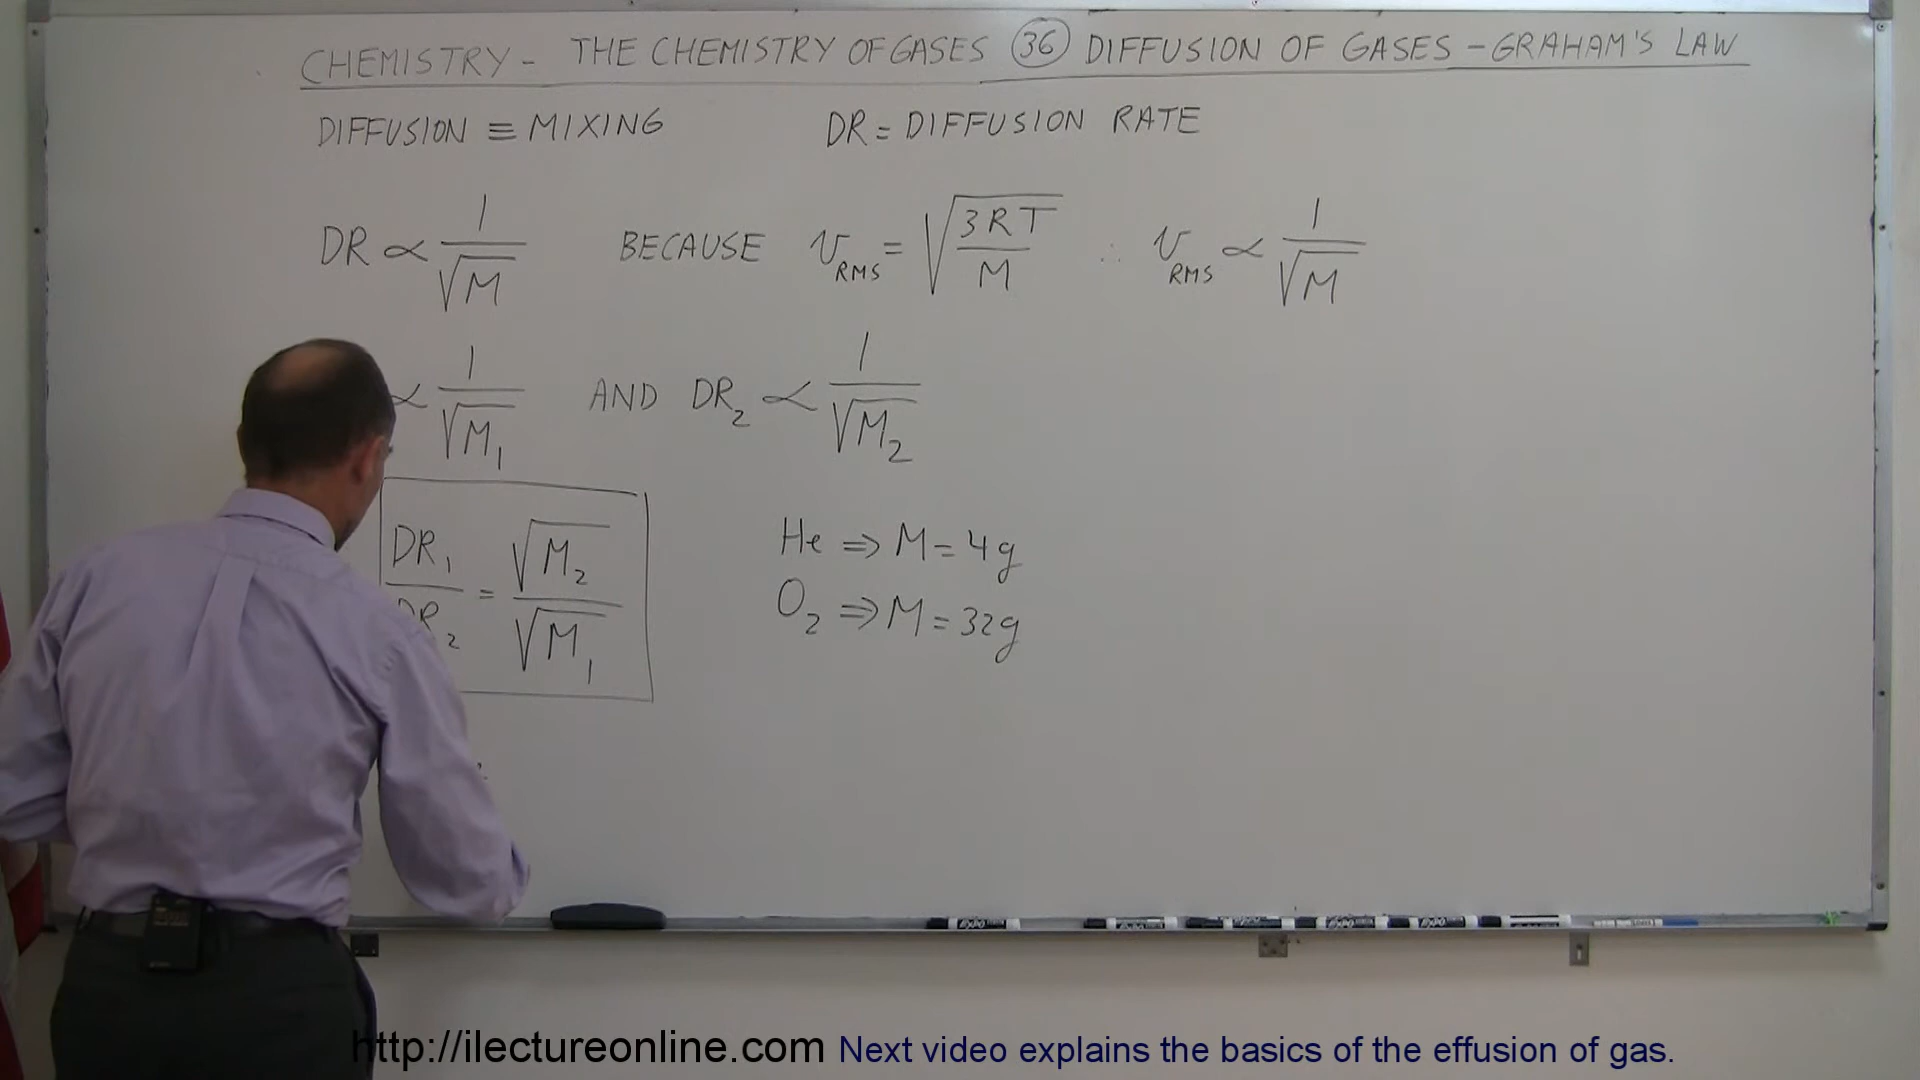 CHEMISTRY - THE CHEMISTRY OF GASES 36 DIFFUSION OF GASES - GRAHAM'S LAW
DIFFUSION ≡ MIXING DR = DIFFUSION RATE
DR ∝ 1/√M BECAUSE v_RMS = √(3RT/M) ∴ v_RMS ∝ 1/√M
∝ 1/√M₁ AND DR₂ ∝ 1/√M₂
DR₁/DR₂ = √M₂/√M₁
He ⇒ M = 4g
O₂ ⇒ M = 32g
http://ilectureonline.com Next video explains the basics of the effusion of gas.